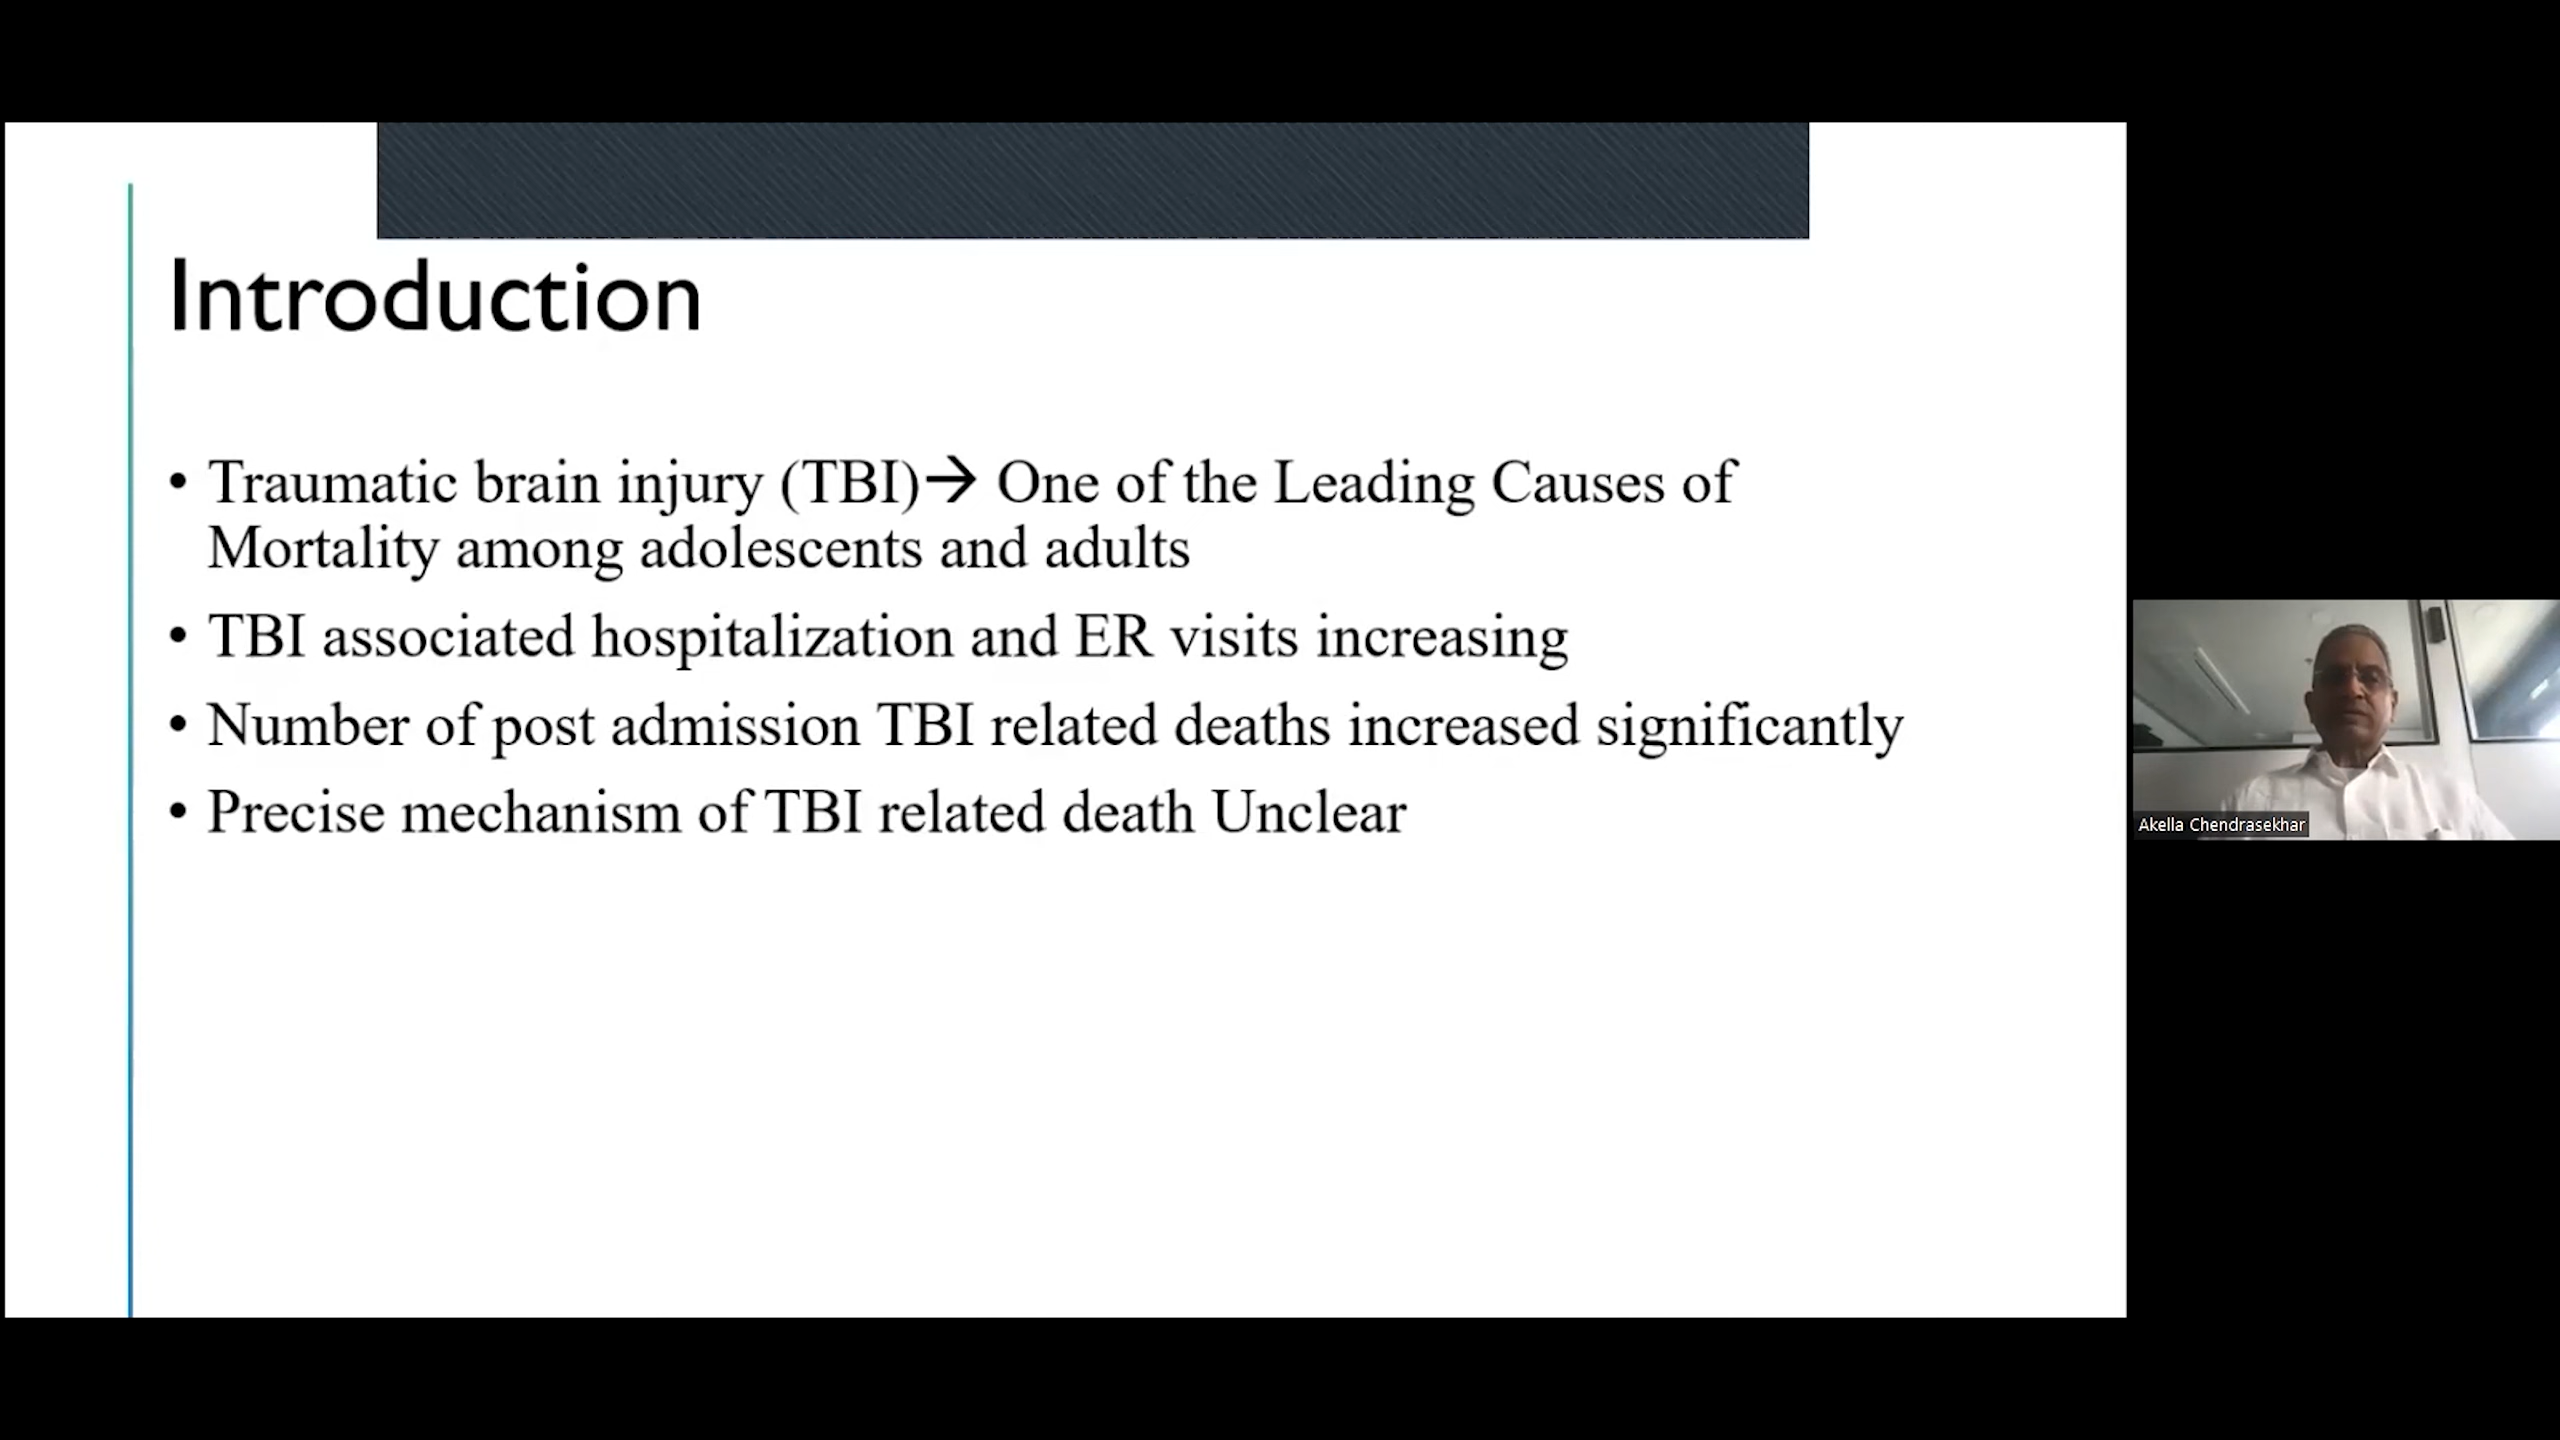 Introduction
• Traumatic brain injury (TBI)→ One of the Leading Causes of
Mortality among adolescents and adults
• TBI associated hospitalization and ER visits increasing
• Number of post admission TBI related deaths increased significantly
• Precise mechanism of TBI related death Unclear
Akella Chendrasekhar